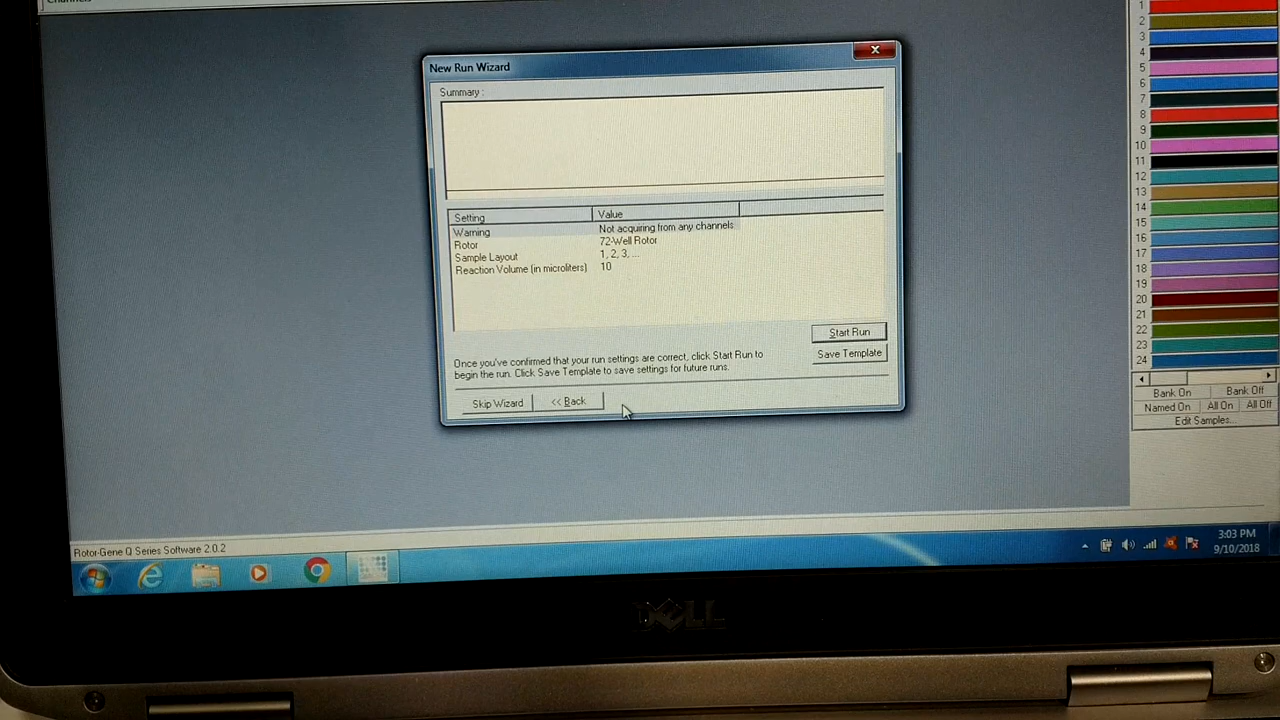 New Run Wizard
Summary :
Setting Value
Warning Not acquiring from any channels
Rotor 72-Well Rotor
Sample Layout 1, 2, 3, ...
Reaction Volume (in microliters) 10
Start Run
Save Template
Once you've confirmed that your run settings are correct, click Start Run to
begin the run. Click Save Template to save settings for future runs.
Skip Wizard << Back
1
2
3
4
5
6
7
8
9
10
11
12
13
14
15
16
17
18
19
20
21
22
23
24
Bank On Bank Off
Named On All On All Off
Edit Samples...
Rotor-Gene Q Series Software 2.0.2
3:03 PM
9/10/2018
DELL